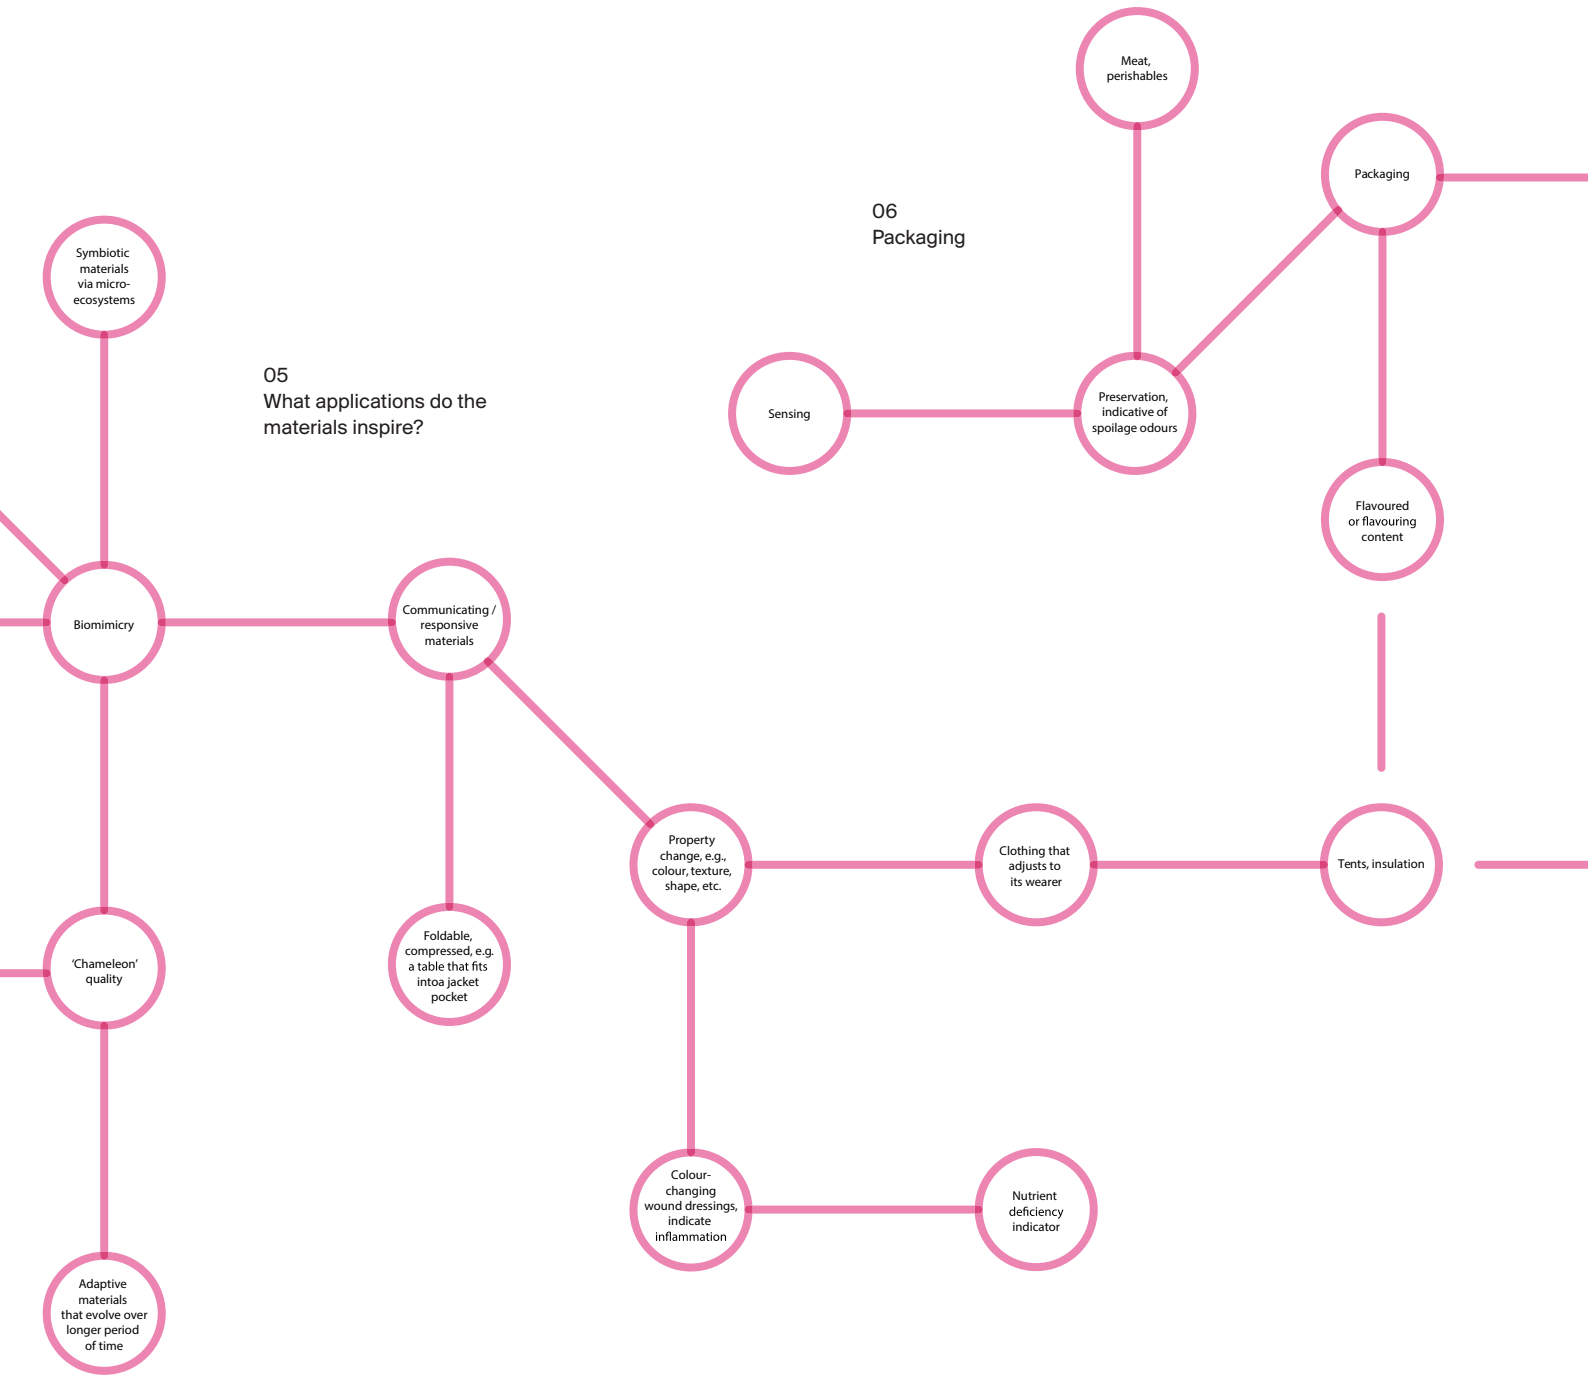 Meat,
perishables
Packaging
06
Packaging
Symbiotic
materials
via micro-
ecosystems
05
What applications do the
materials inspire?
Sensing
Preservation,
indicative of
spoilage odours
Flavoured
or flavouring
content
Biomimicry
Communicating /
responsive
materials
Property
change, e.g.,
colour, texture,
shape, etc.
Clothing that
adjusts to
its wearer
Tents, insulation
'Chameleon'
quality
Foldable,
compressed, e.g.
a table that fits
intoa jacket
pocket
Colour-
changing
wound dressings,
indicate
inflammation
Nutrient
deficiency
indicator
Adaptive
materials
that evolve over
longer period
of time